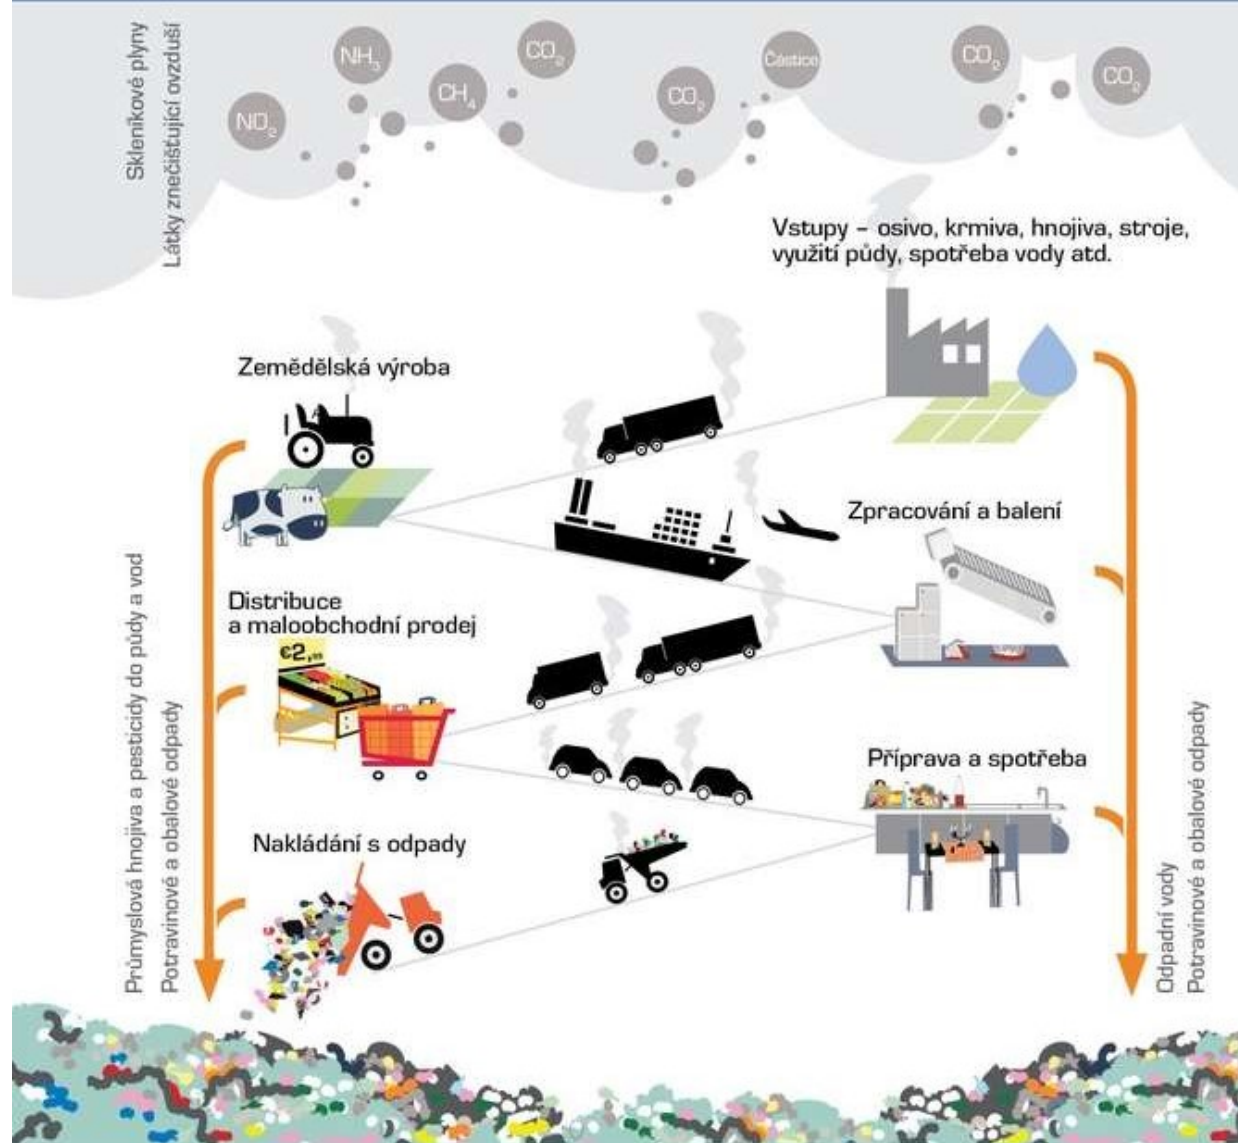 Skleníkové plyny
Látky znečišťující ovzduší
NO₂
NH₃
CH₄
CO₂
CO₂
Částice
CO₂
CO₂
Vstupy – osivo, krmiva, hnojiva, stroje,
využití půdy, spotřeba vody atd.
Zemědělská výroba
Zpracování a balení
Distribuce
a maloobchodní prodej
€2,99
Příprava a spotřeba
Nakládání s odpady
Průmyslová hnojiva a pesticidy do půdy a vod
Potravinové a obalové odpady
Odpadní vody
Potravinové a obalové odpady